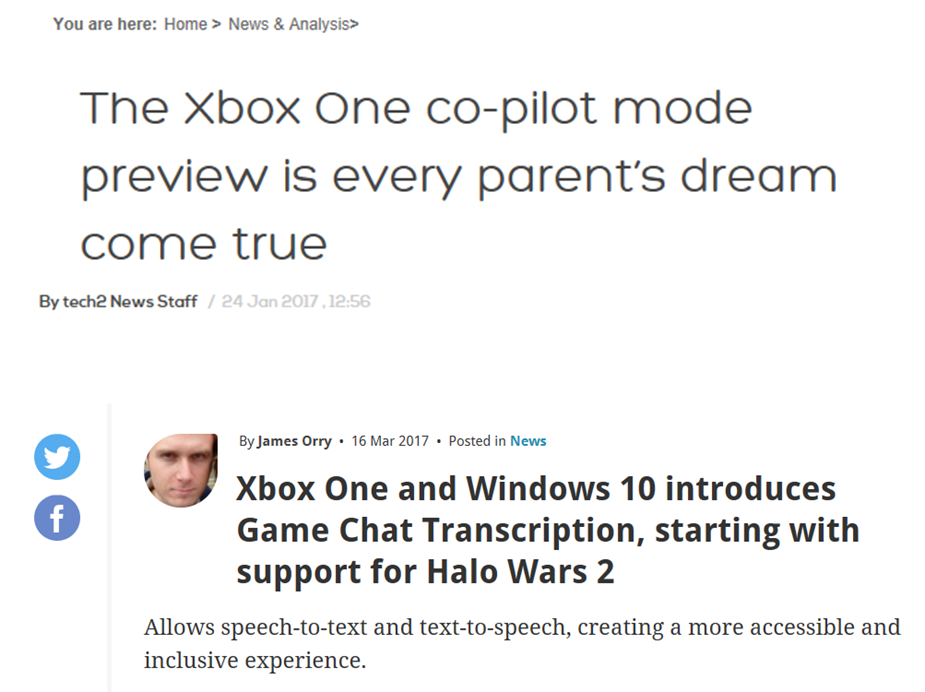 You are here: Home > News & Analysis>
The Xbox One co-pilot mode
preview is every parent's dream
come true
By tech2 News Staff / 24 Jan 2017 , 12:56
By James Orry • 16 Mar 2017 • Posted in News
Xbox One and Windows 10 introduces
Game Chat Transcription, starting with
support for Halo Wars 2
Allows speech-to-text and text-to-speech, creating a more accessible and
inclusive experience.